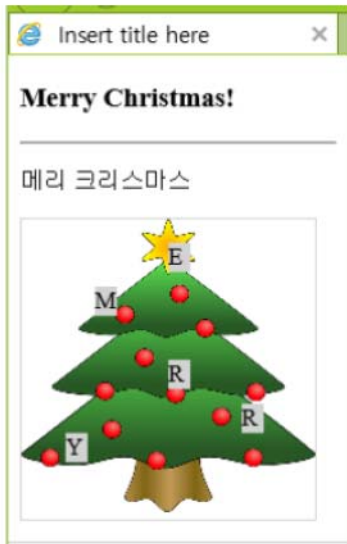 Insert title here
Merry Christmas!
메리 크리스마스
E
M
R
R
Y